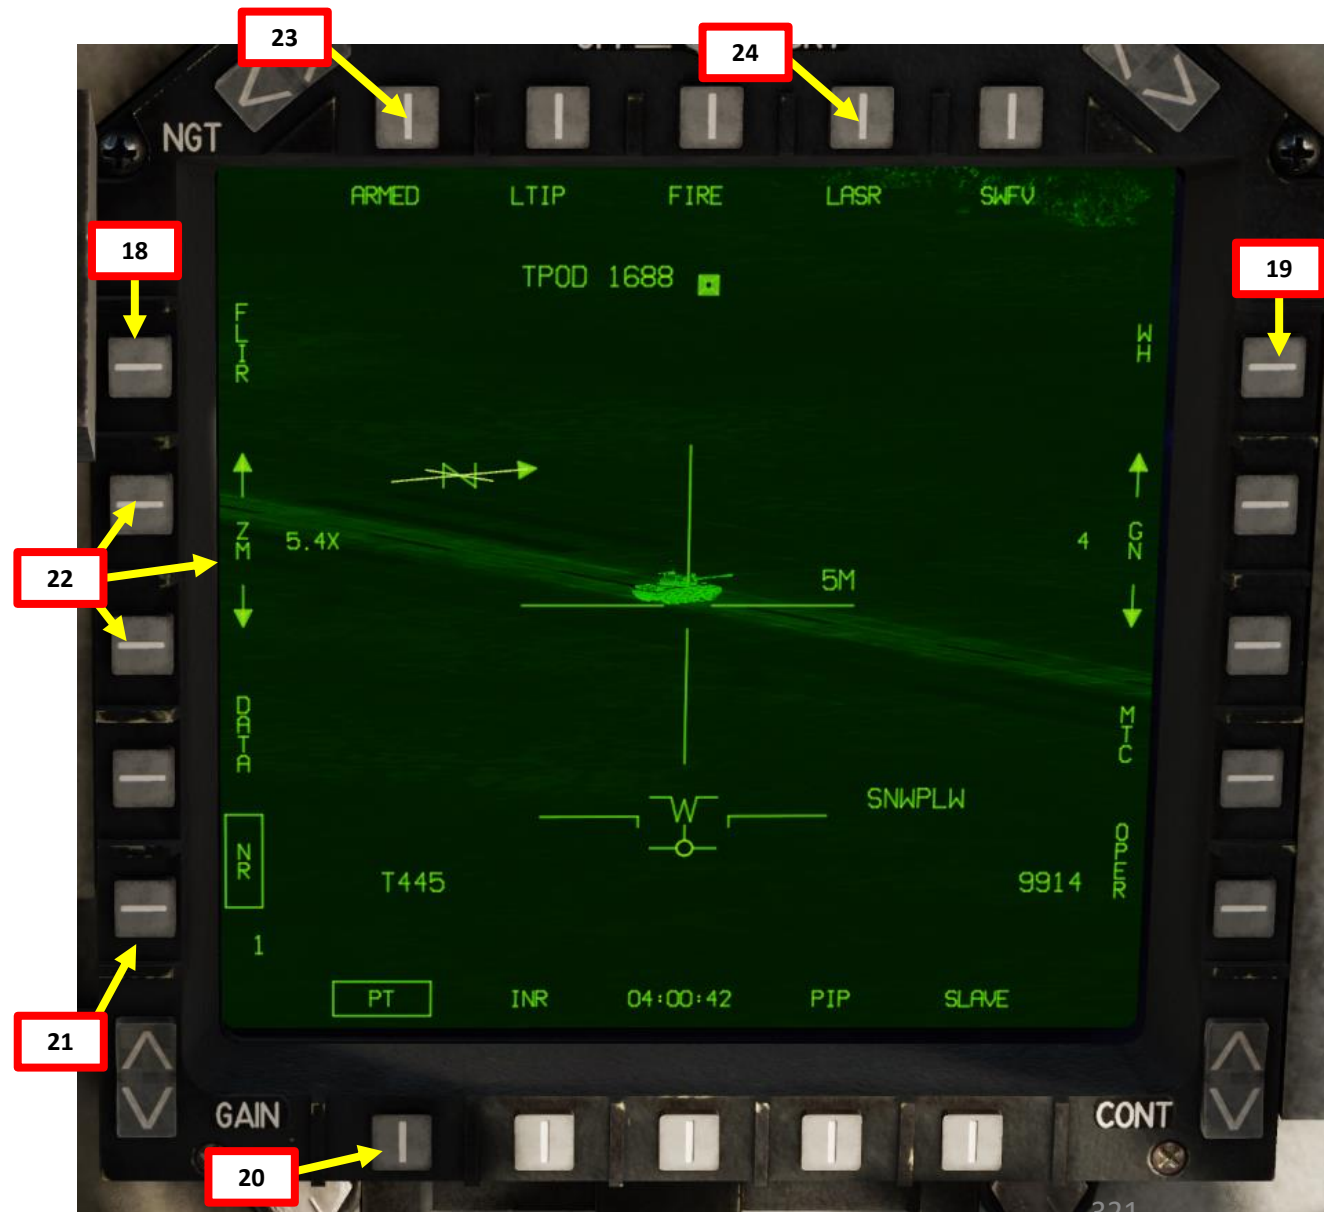 23
24
NGT
ARMED LTIP FIRE LASR SWFV
18
19
TPOD 1688
FLIR
WH
ZM
5.4X
4
GN
22
5M
DATA
MTC
SNWPLW
W
NR
T445
9914
OPER
1
PT INR 04:00:42 PIP SLAVE
21
GAIN
CONT
20
321